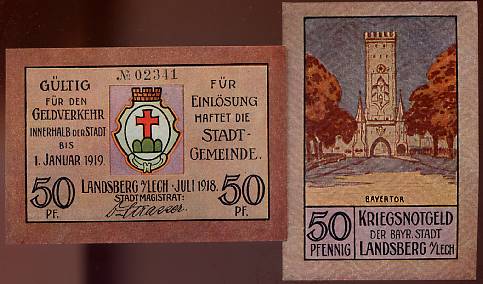 № 02341
GÜLTIG
FÜR DEN
GELDVERKEHR
INNERHALB DER STADT
BIS
1. JANUAR 1919.
FÜR
EINLÖSUNG
HAFTET DIE
STADT-
GEMEINDE.
50
PF.
LANDSBERG A/LECH · JULI 1918.
STADTMAGISTRAT:
50
PF.
BAYERTOR
50
PFENNIG
KRIEGSNOTGELD
DER BAYR. STADT
LANDSBERG A/LECH